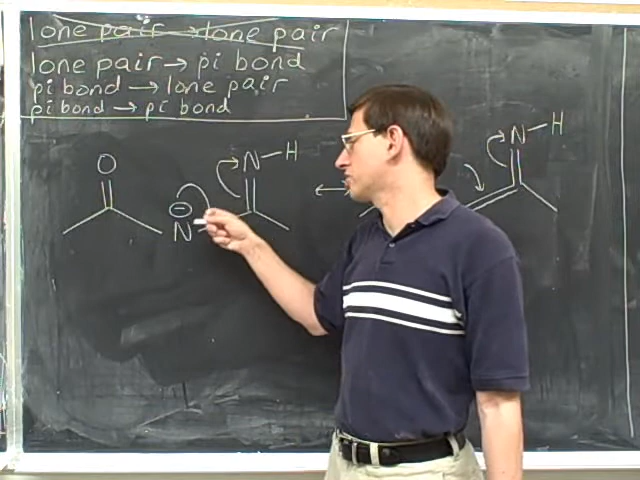 lone pair → lone pair
lone pair → pi bond
pi bond → lone pair
pi bond → pi bond
O
N
N-H
N-H